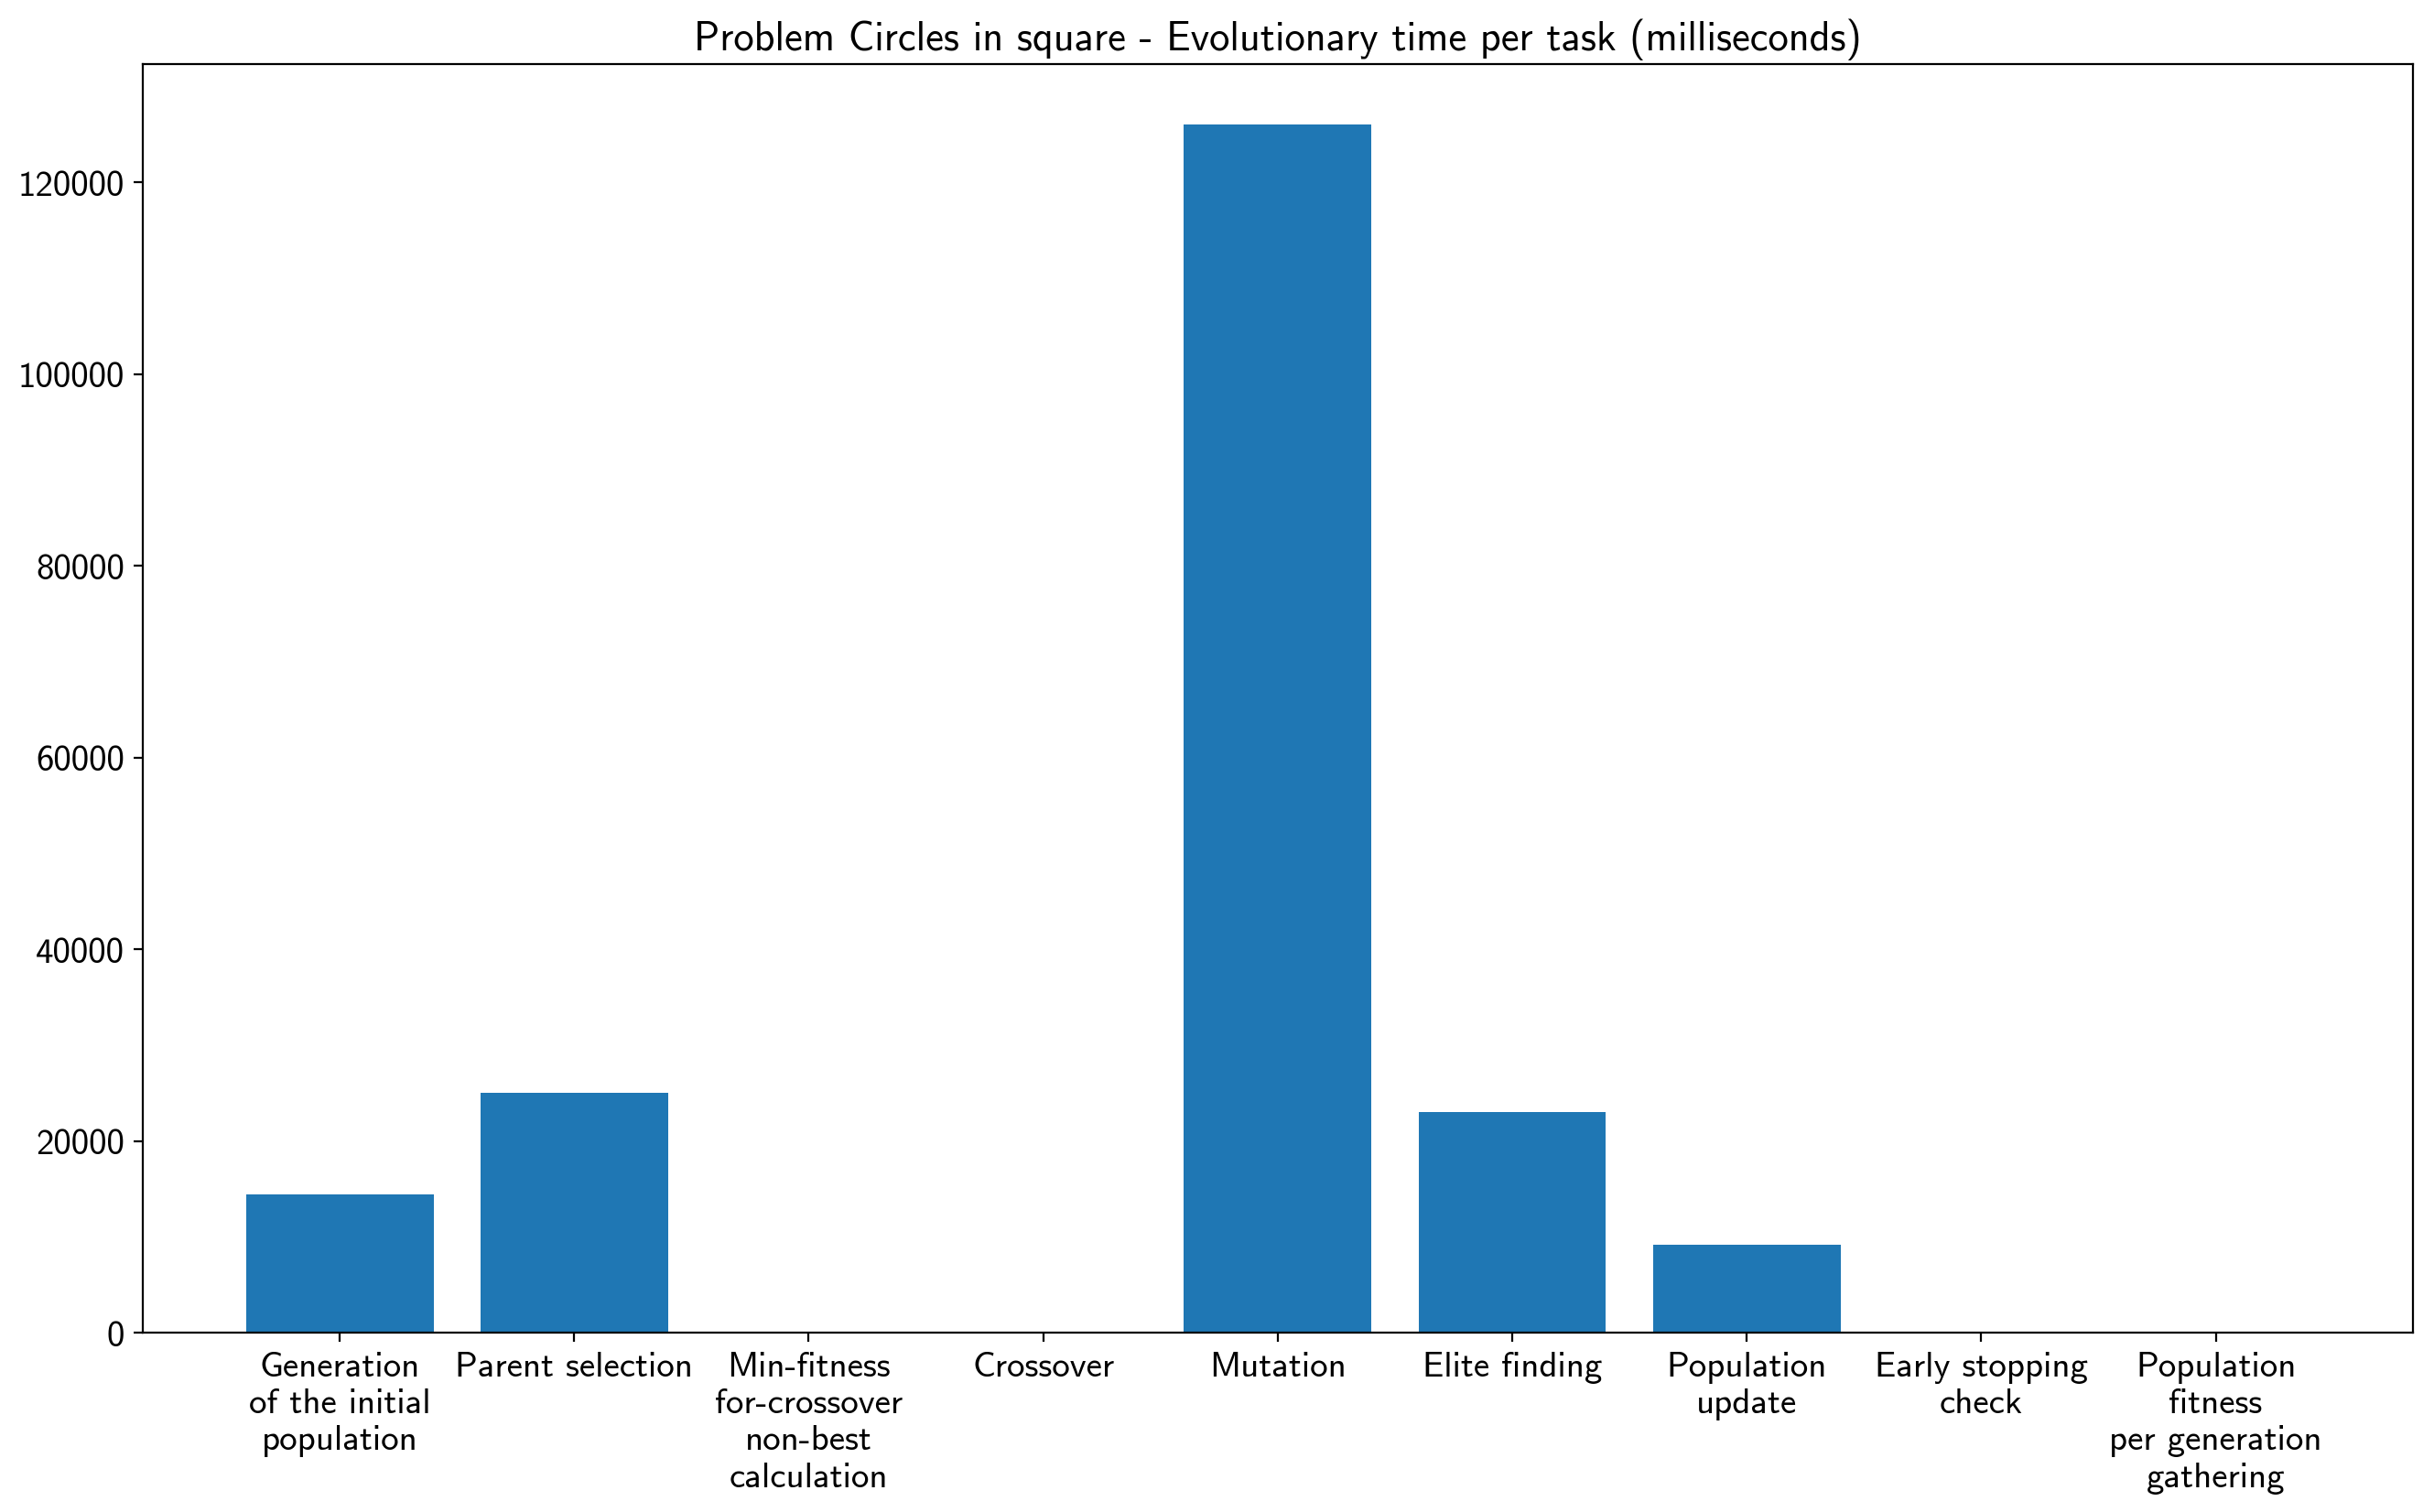 Problem Circles in square - Evolutionary time per task (milliseconds)
120000
100000
80000
60000
40000
20000
0
Generation
of the initial
population
Parent selection
Min-fitness
for-crossover
non-best
calculation
Crossover
Mutation
Elite finding
Population
update
Early stopping
check
Population
fitness
per generation
gathering